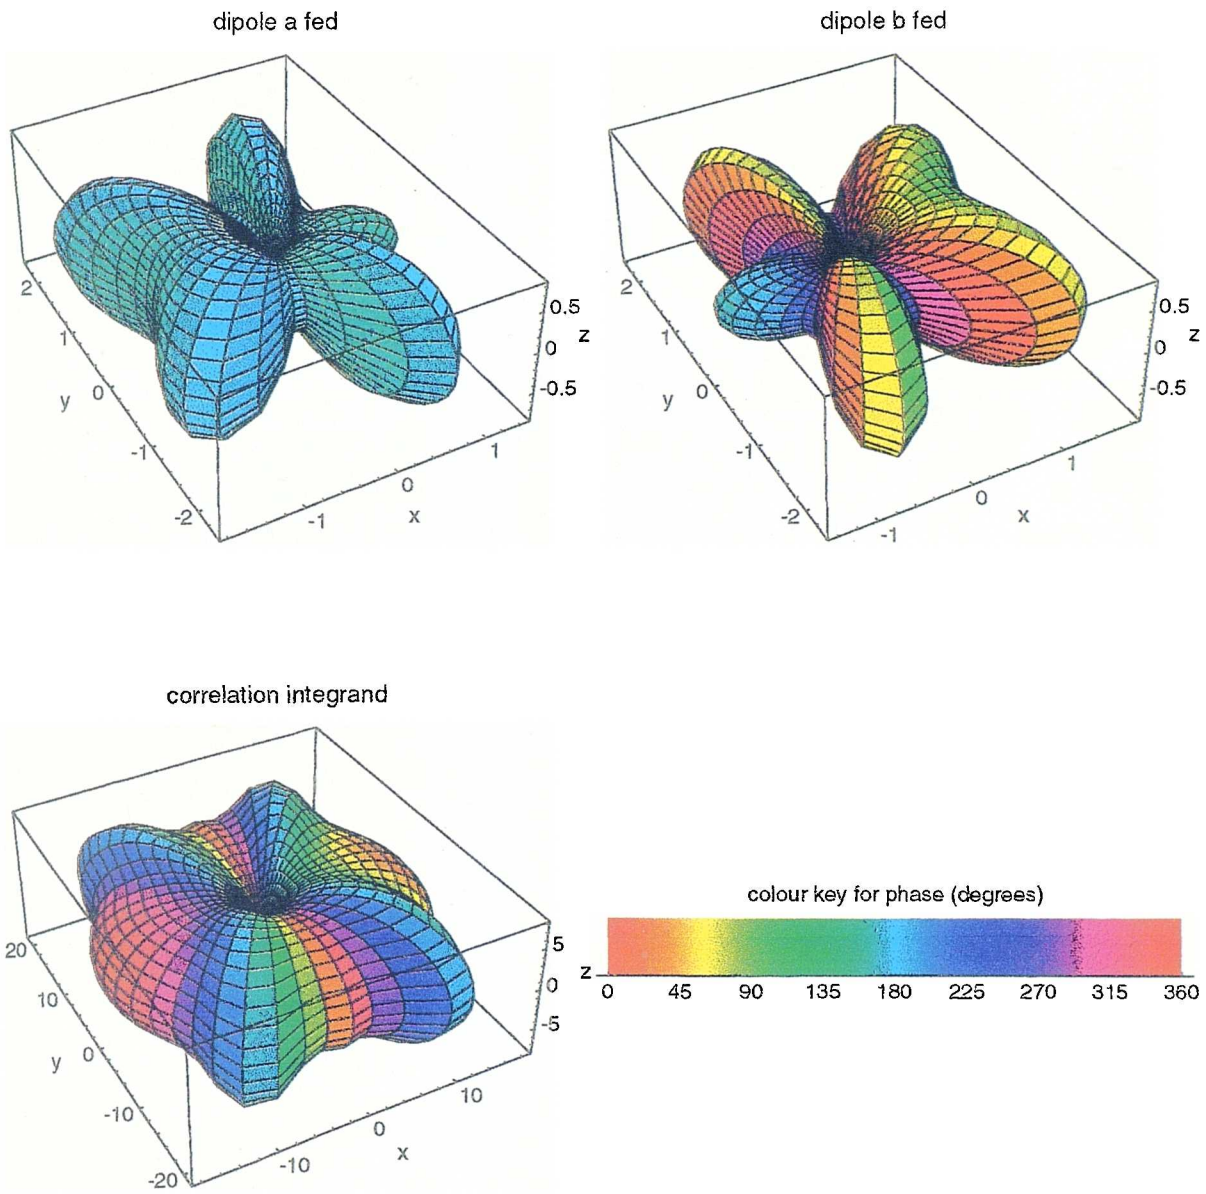 dipole a fed
dipole b fed
2
1
0
-1
-2
y
-1
0
1
x
0.5
0
-0.5
z
2
1
0
-1
-2
y
-1
0
1
x
0.5
0
-0.5
z
correlation integrand
20
10
0
-10
-20
y
-10
0
10
x
5
0
-5
z
colour key for phase (degrees)
0 45 90 135 180 225 270 315 360